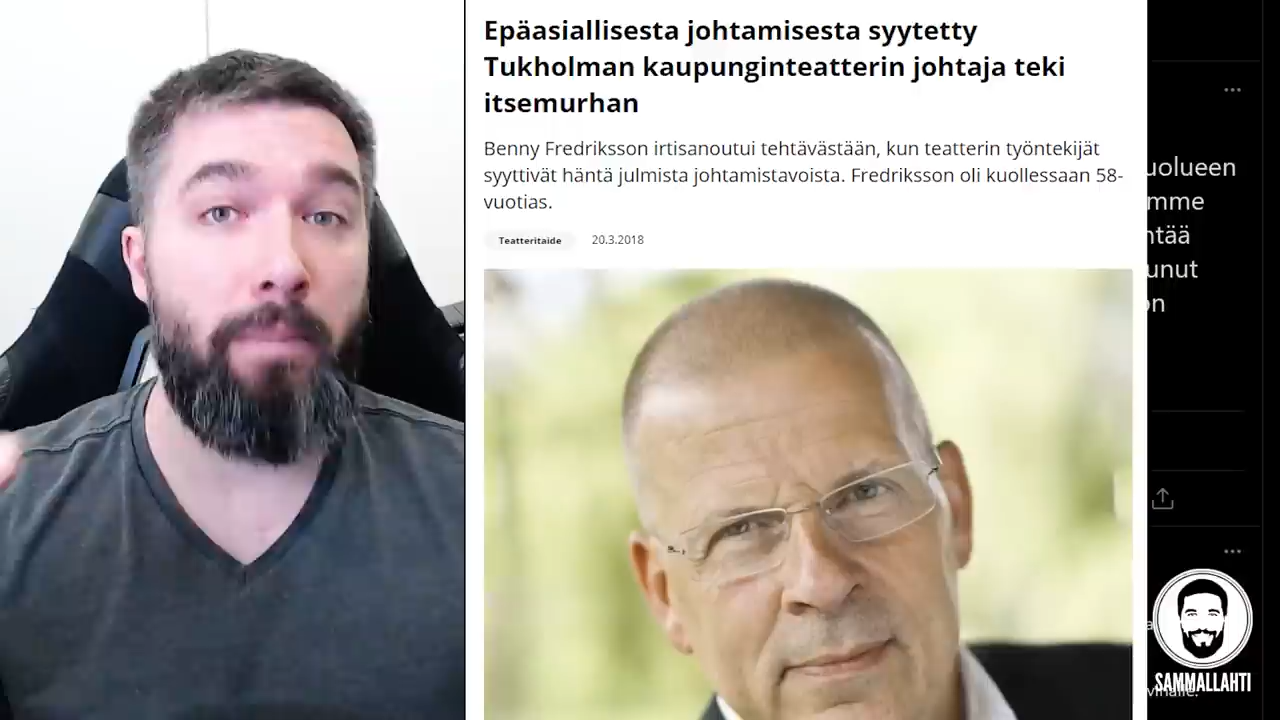 Epäasiallisesta johtamisesta syytetty
Tukholman kaupunginteatterin johtaja teki
itsemurhan
Benny Fredriksson irtisanoutui tehtävästään, kun teatterin työntekijät
syyttivät häntä julmista johtamistavoista. Fredriksson oli kuollessaan 58-
vuotias.
Teatteritaide 20.3.2018
uolueen
mme
ntää
unut
on
SAMMALLAHTI